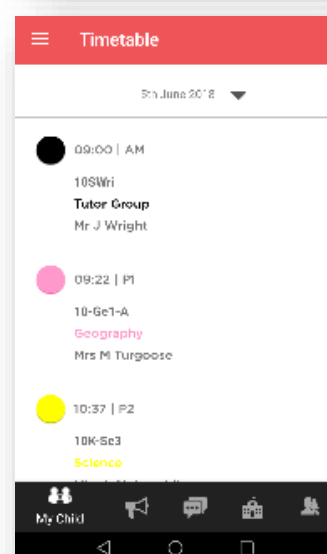 Timetable
5th June 2018
09:00 | AM
10SWri
Tutor Group
Mr J Wright
09:22 | P1
10-Ge1-A
Geography
Mrs M Turgoose
10:37 | P2
10K-Sc3
Science
My Child